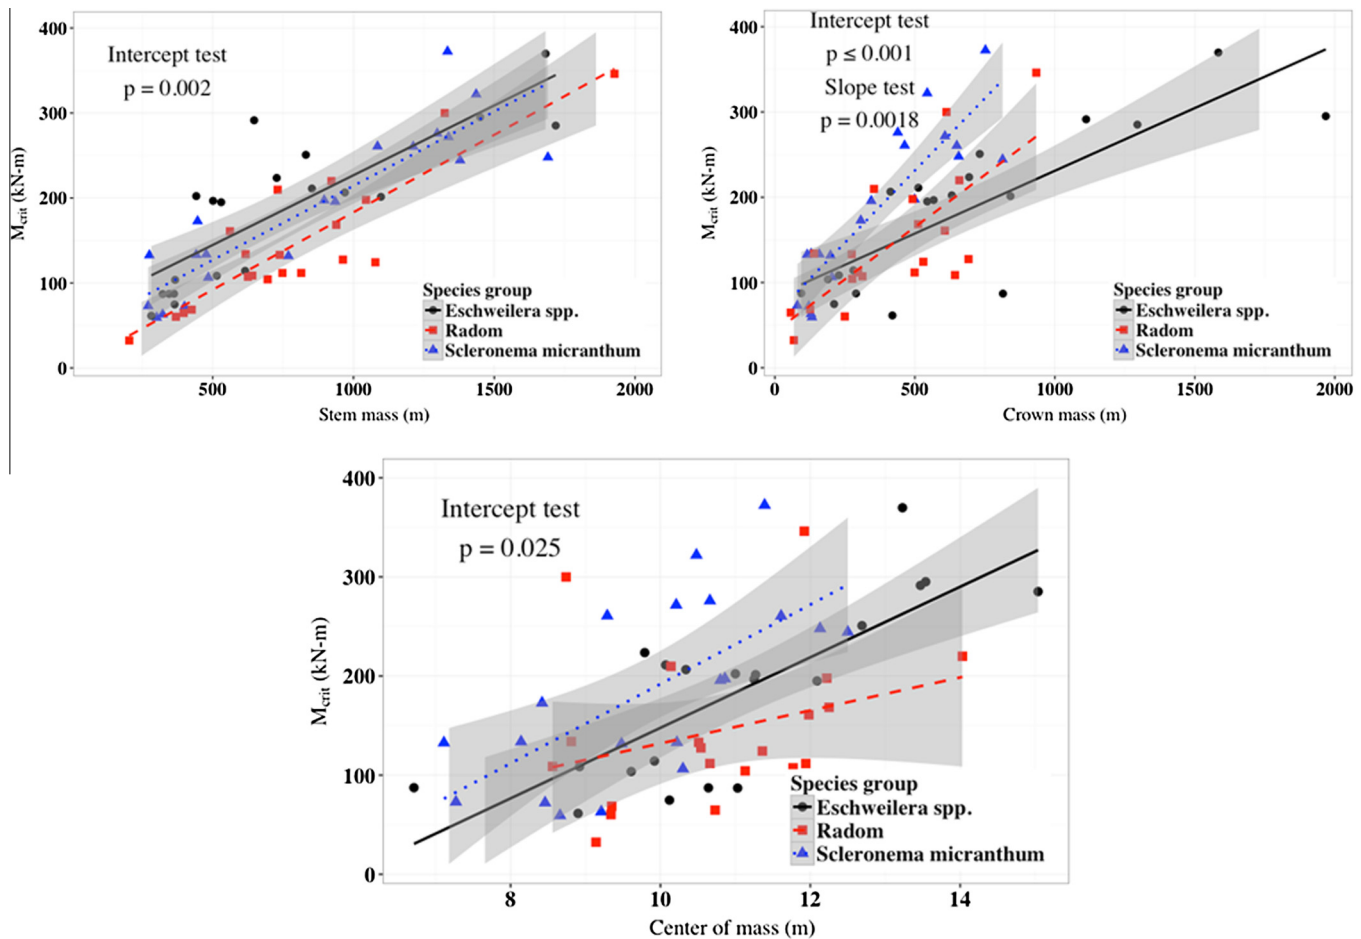 400
300
200
100
0
M_crit (kN-m)
Intercept test
p = 0.002
Species group
Eschweilera spp.
Radom
Scleronema micranthum
500 1000 1500 2000
Stem mass (m)
400
300
200
100
0
M_crit (kN-m)
Intercept test
p ≤ 0.001
Slope test
p = 0.0018
Species group
Eschweilera spp.
Radom
Scleronema micranthum
0 500 1000 1500 2000
Crown mass (m)
400
300
200
100
0
M_crit (kN-m)
Intercept test
p = 0.025
Species group
Eschweilera spp.
Radom
Scleronema micranthum
8 10 12 14
Center of mass (m)